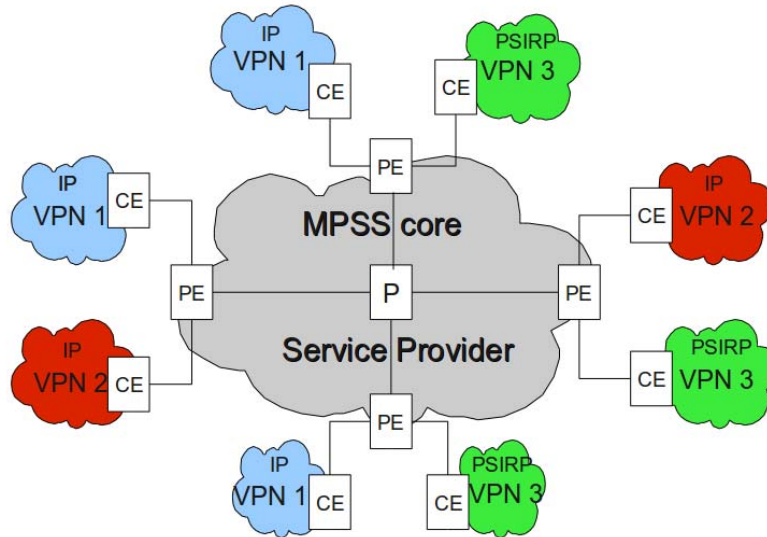 IP
VPN 1
CE
PSIRP
VPN 3
CE
PE
IP
VPN 1
CE
IP
VPN 2
CE
MPSS core
PE
P
PE
Service Provider
IP
VPN 2
CE
PSIRP
VPN 3
CE
PE
IP
VPN 1
CE
PSIRP
VPN 3
CE